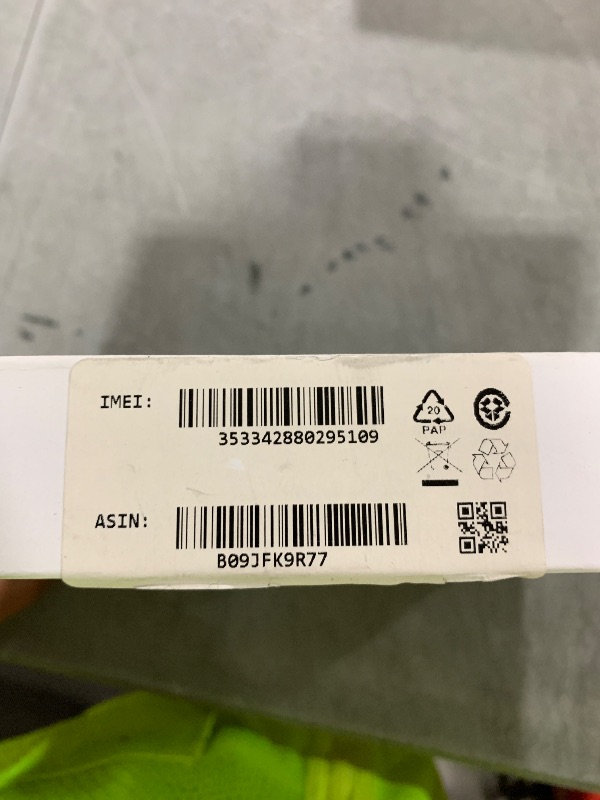 IMEI:
353342880295109
20
PAP
ASIN:
B09JFK9R77